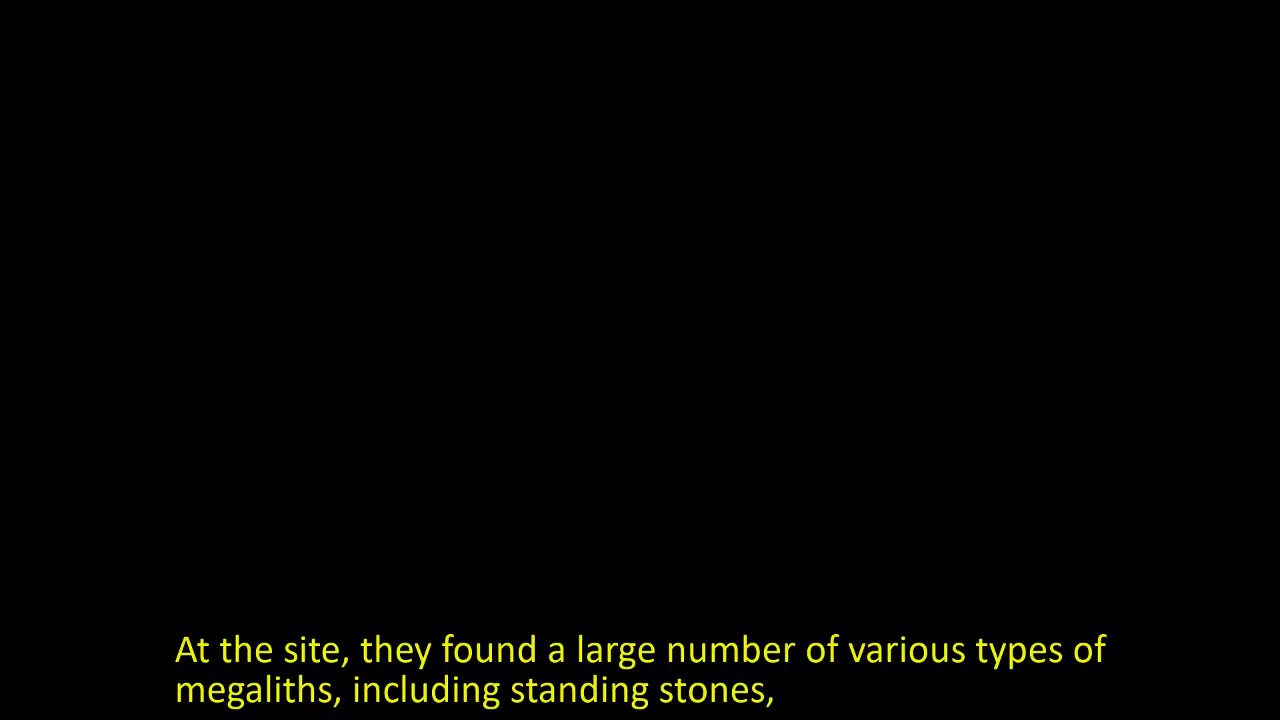 At the site, they found a large number of various types of
megaliths, including standing stones,